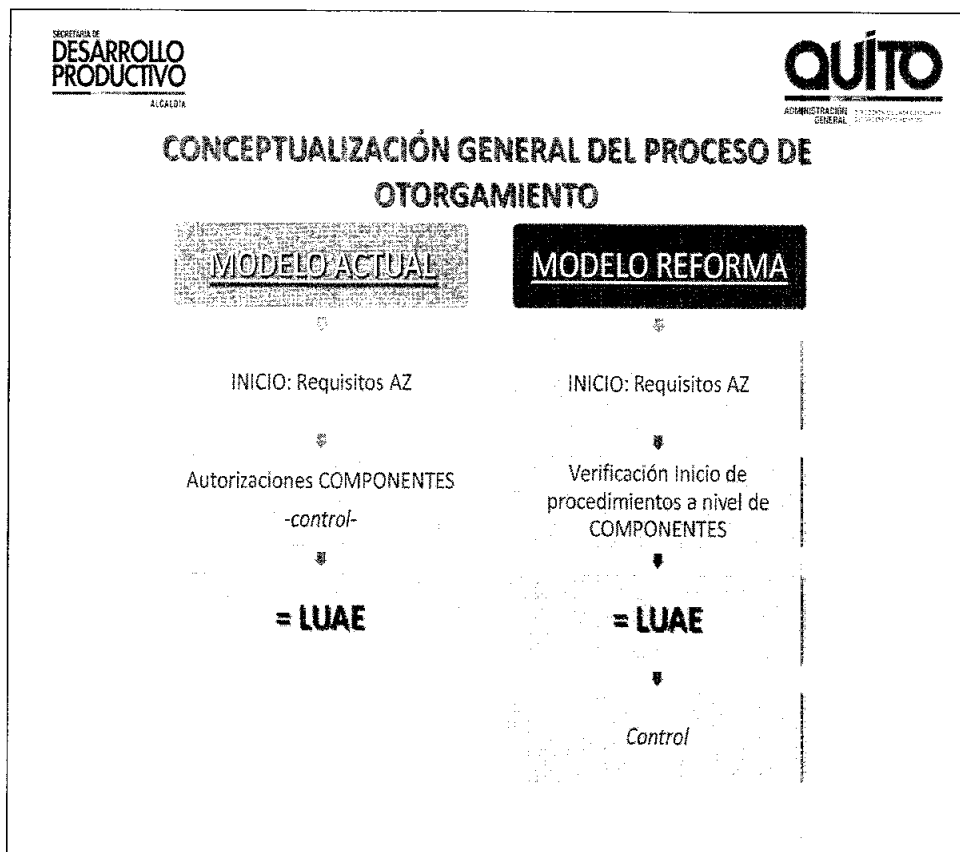 SECRETARÍA DE
DESARROLLO
PRODUCTIVO
ALCALDÍA
QUITO
ADMINISTRACIÓN
GENERAL
CONCEPTUALIZACIÓN GENERAL DEL PROCESO DE
OTORGAMIENTO
MODELO ACTUAL
INICIO: Requisitos AZ
Autorizaciones COMPONENTES
-control-
= LUAE
MODELO REFORMA
INICIO: Requisitos AZ
Verificación Inicio de
procedimientos a nivel de
COMPONENTES
= LUAE
Control